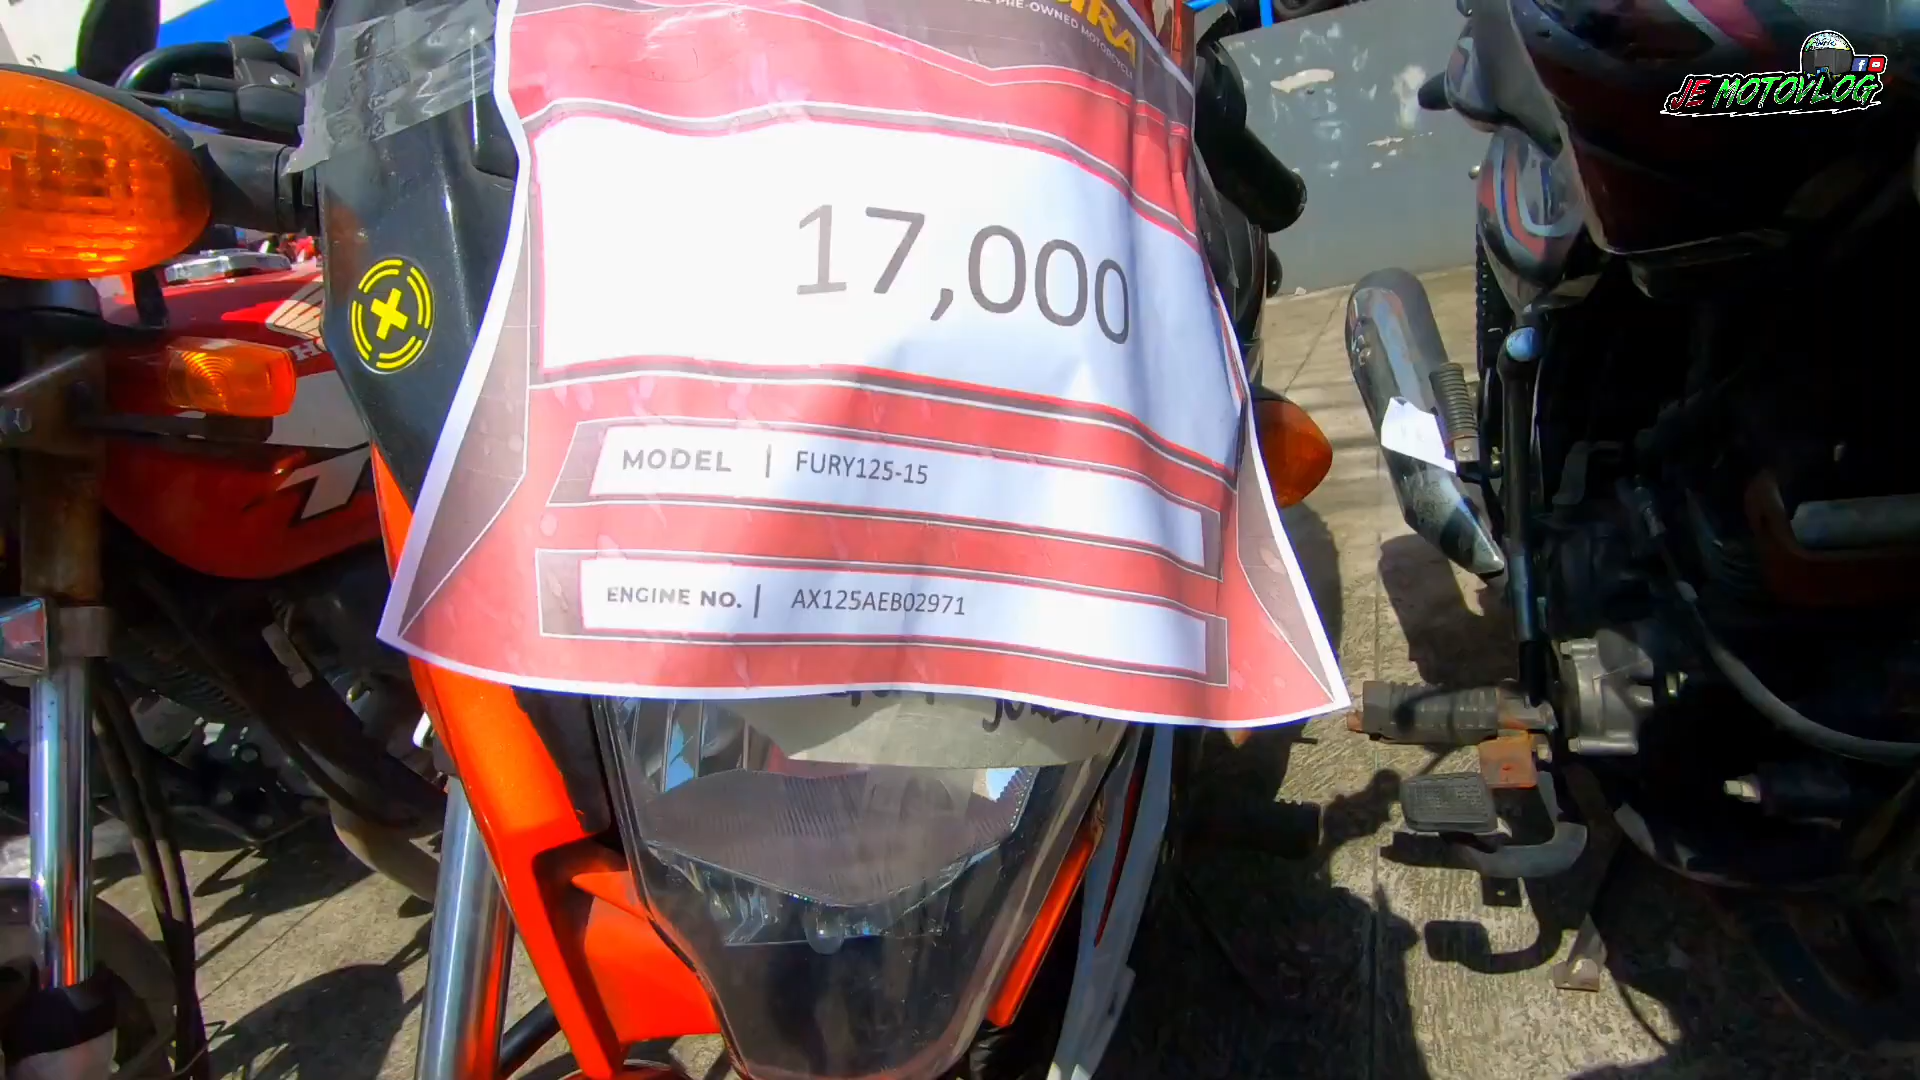 PRE-OWNED MOTORCYCLE
JE MOTOVLOG
17,000
MODEL | FURY125-15
ENGINE NO. | AX125AEB02971